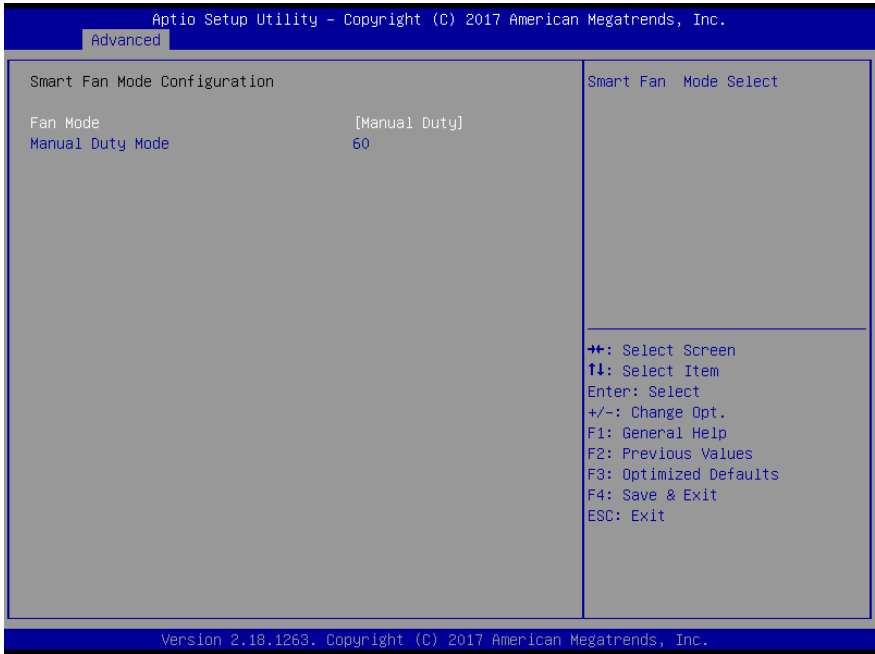 Aptio Setup Utility – Copyright (C) 2017 American Megatrends, Inc.
Advanced
Smart Fan Mode Configuration
Fan Mode [Manual Duty]
Manual Duty Mode 60
Smart Fan  Mode Select
→←: Select Screen
↑↓: Select Item
Enter: Select
+/-: Change Opt.
F1: General Help
F2: Previous Values
F3: Optimized Defaults
F4: Save & Exit
ESC: Exit
Version 2.18.1263. Copyright (C) 2017 American Megatrends, Inc.